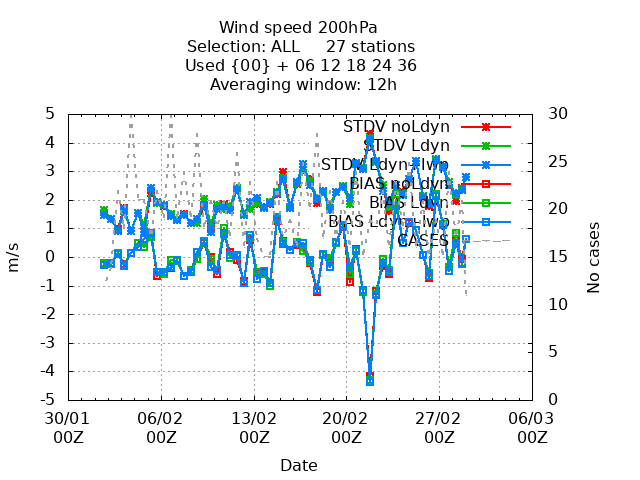 Wind speed 200hPa
Selection: ALL 27 stations
Used {00} + 06 12 18 24 36
Averaging window: 12h
5
4
3
2
1
0
-1
-2
-3
-4
-5
m/s
30
25
20
15
10
5
0
No cases
STDV noLdyn
STDV Ldyn
STDV Ldyn+lwp
BIAS noLdyn
BIAS Ldyn
BIAS Ldyn+lwp
CASES
30/01 06/02 13/02 20/02 27/02 06/03
00Z 00Z 00Z 00Z 00Z 00Z
Date